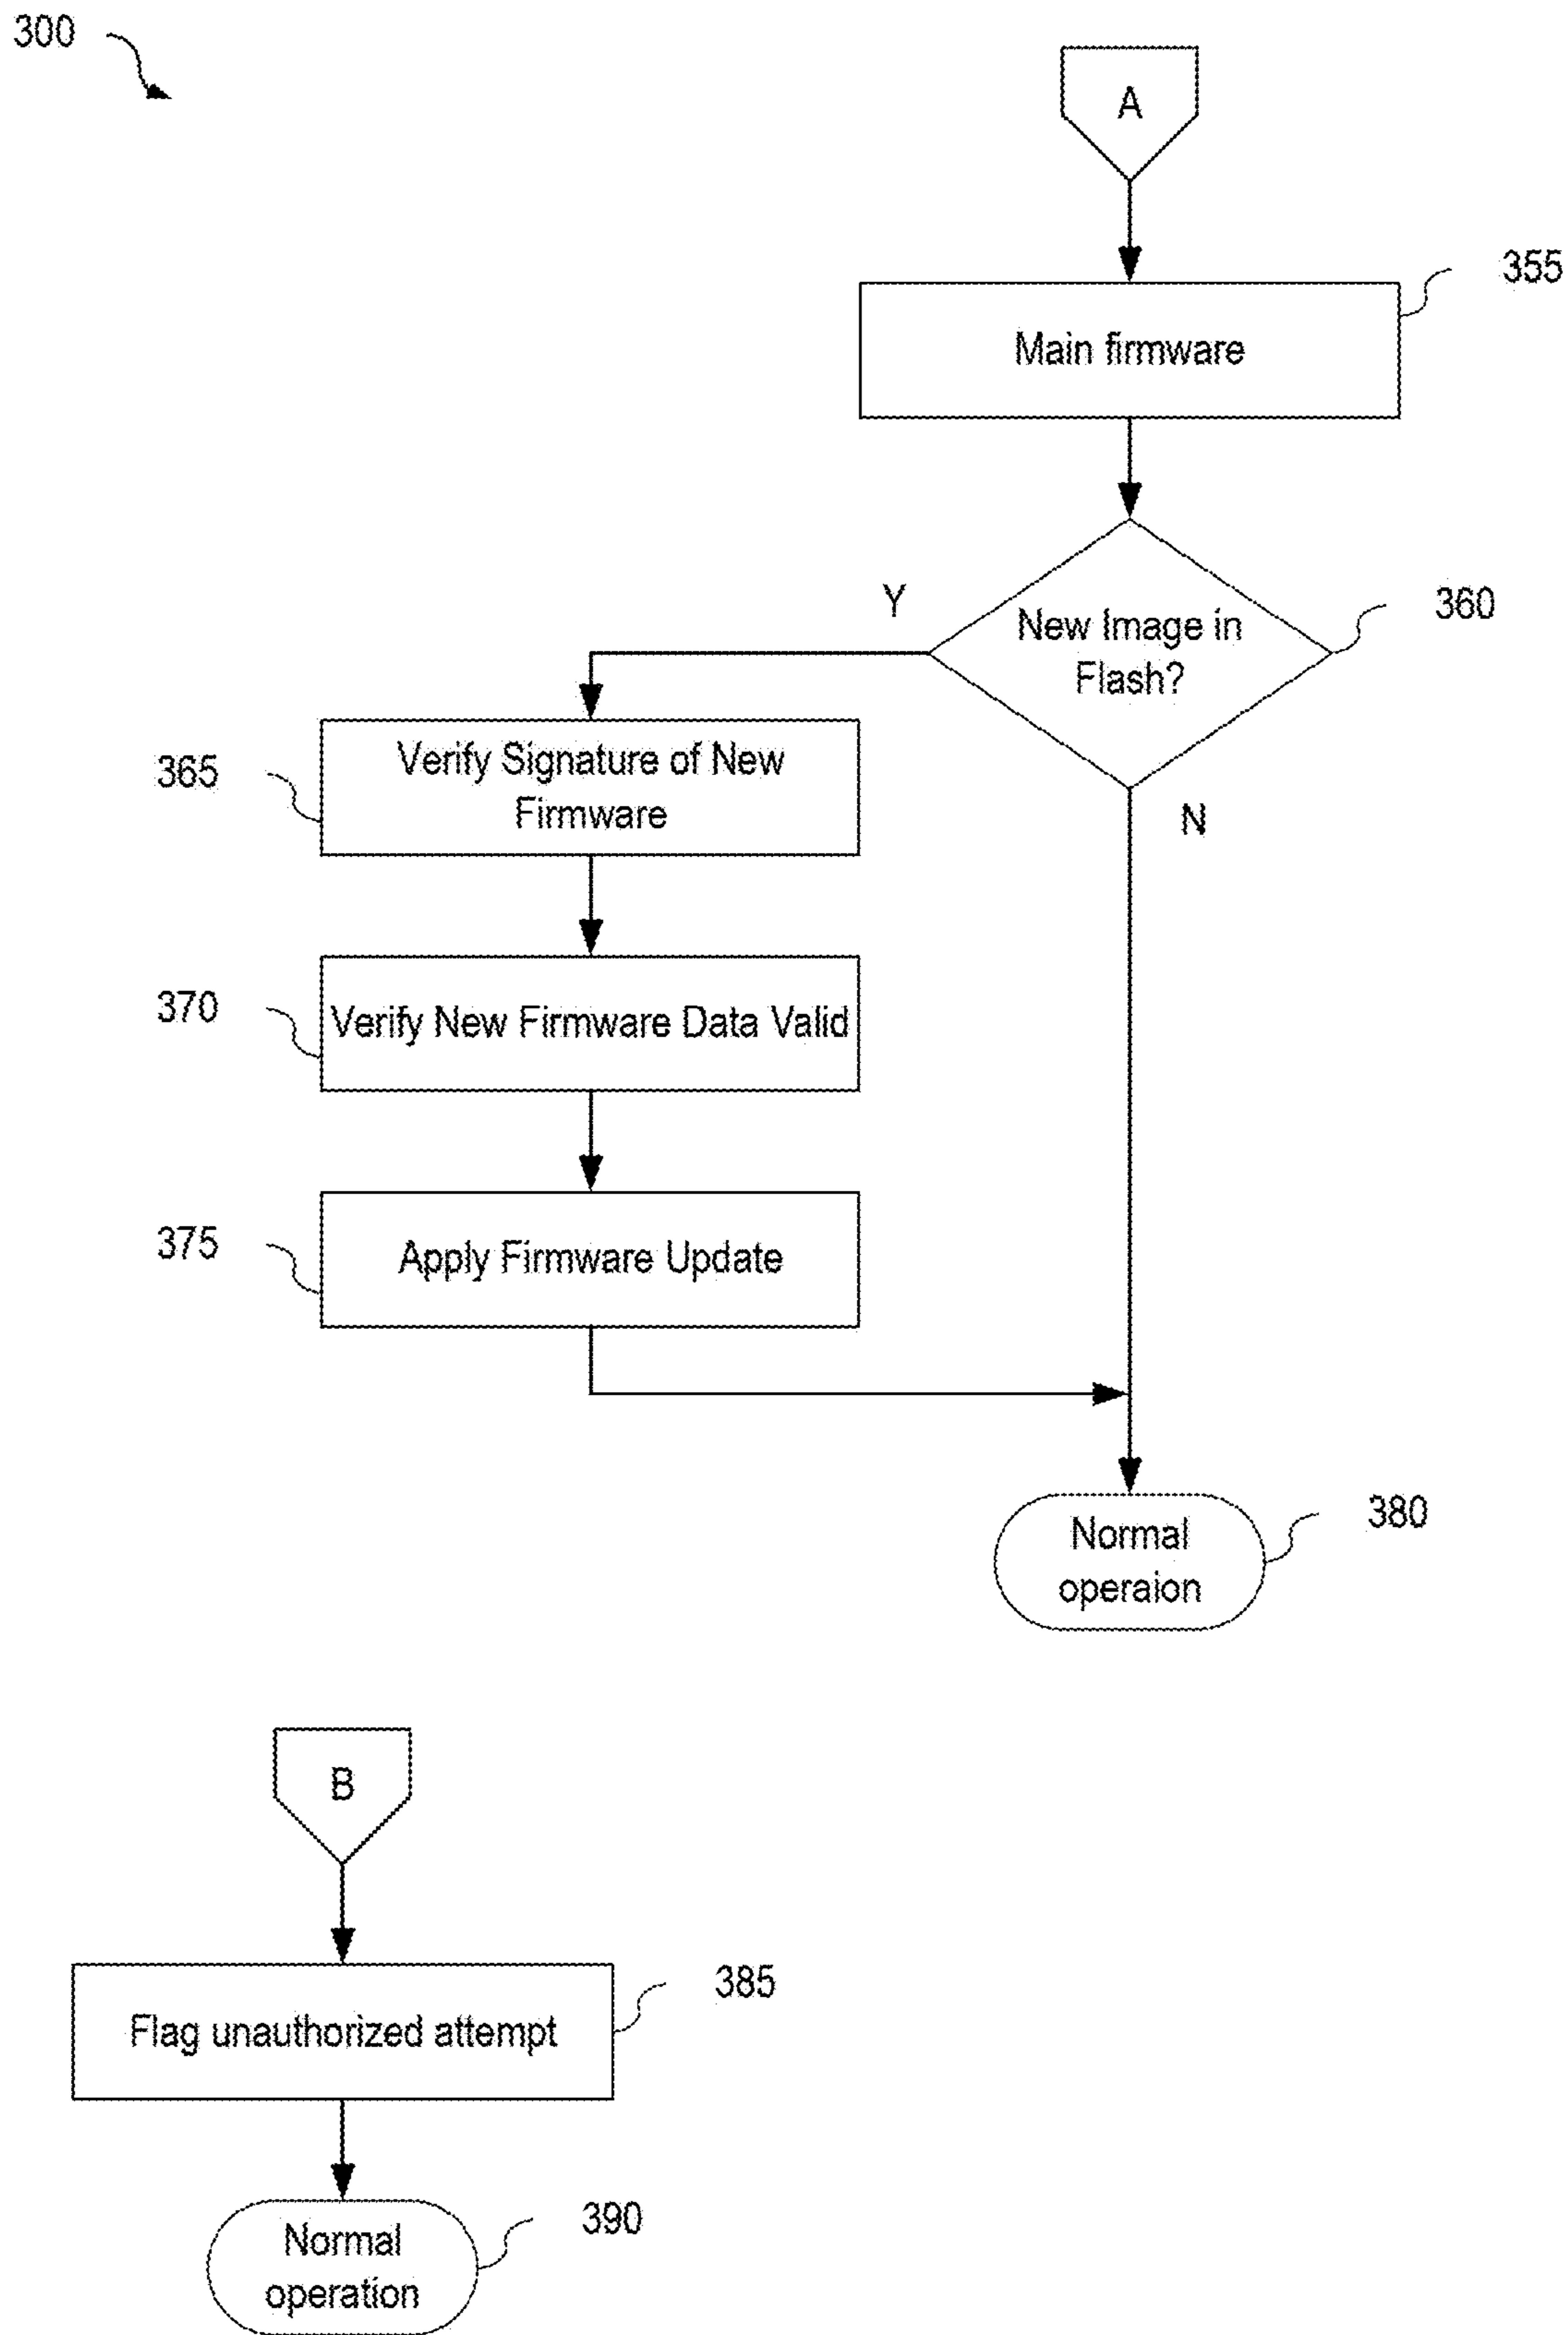 300
A
355
Main firmware
Y
360
New Image in
Flash?
365
Verify Signature of New
Firmware
N
370
Verify New Firmware Data Valid
375
Apply Firmware Update
380
Normal
operaion
B
385
Flag unauthorized attempt
390
Normal
operation